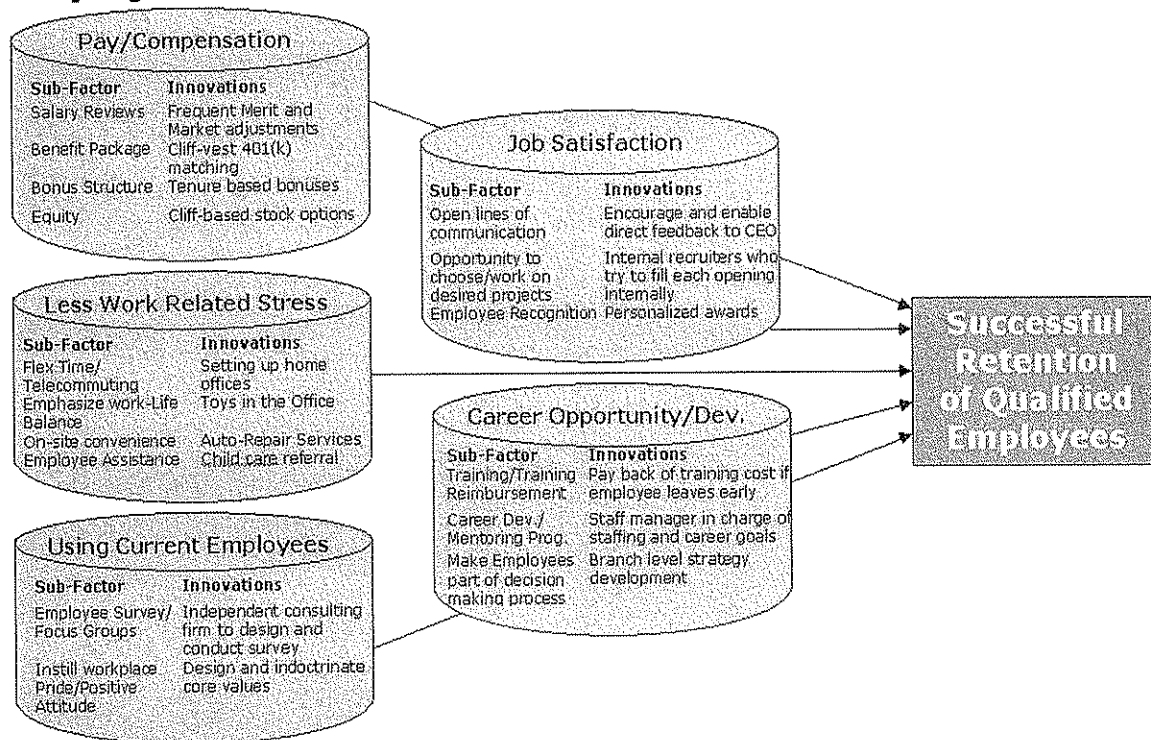 Pay/Compensation
Sub-Factor Innovations
Salary Reviews Frequent Merit and
Market adjustments
Benefit Package Cliff-vest 401(k)
matching
Bonus Structure Tenure based bonuses
Equity Cliff-based stock options
Job Satisfaction
Sub-Factor Innovations
Open lines of Encourage and enable
communication direct feedback to CEO
Opportunity to Internal recruiters who
choose/work on try to fill each opening
desired projects internally
Employee Recognition Personalized awards
Less Work Related Stress
Sub-Factor Innovations
Flex Time/ Setting up home
Telecommuting offices
Emphasize work-Life Toys in the Office
Balance
On-site convenience Auto-Repair Services
Employee Assistance Child care referral
Career Opportunity/Dev.
Sub-Factor Innovations
Training/Training Pay back of training cost if
Reimbursement employee leaves early
Career Dev./ Staff manager in charge of
Mentoring Prog. staffing and career goals
Make Employees Branch level strategy
part of decision development
making process
Using Current Employees
Sub-Factor Innovations
Employee Survey/ Independent consulting
Focus Groups firm to design and
conduct survey
Instill workplace Design and indoctrinate
Pride/Positive core values
Attitude
Successful
Retention
of Qualified
Employees